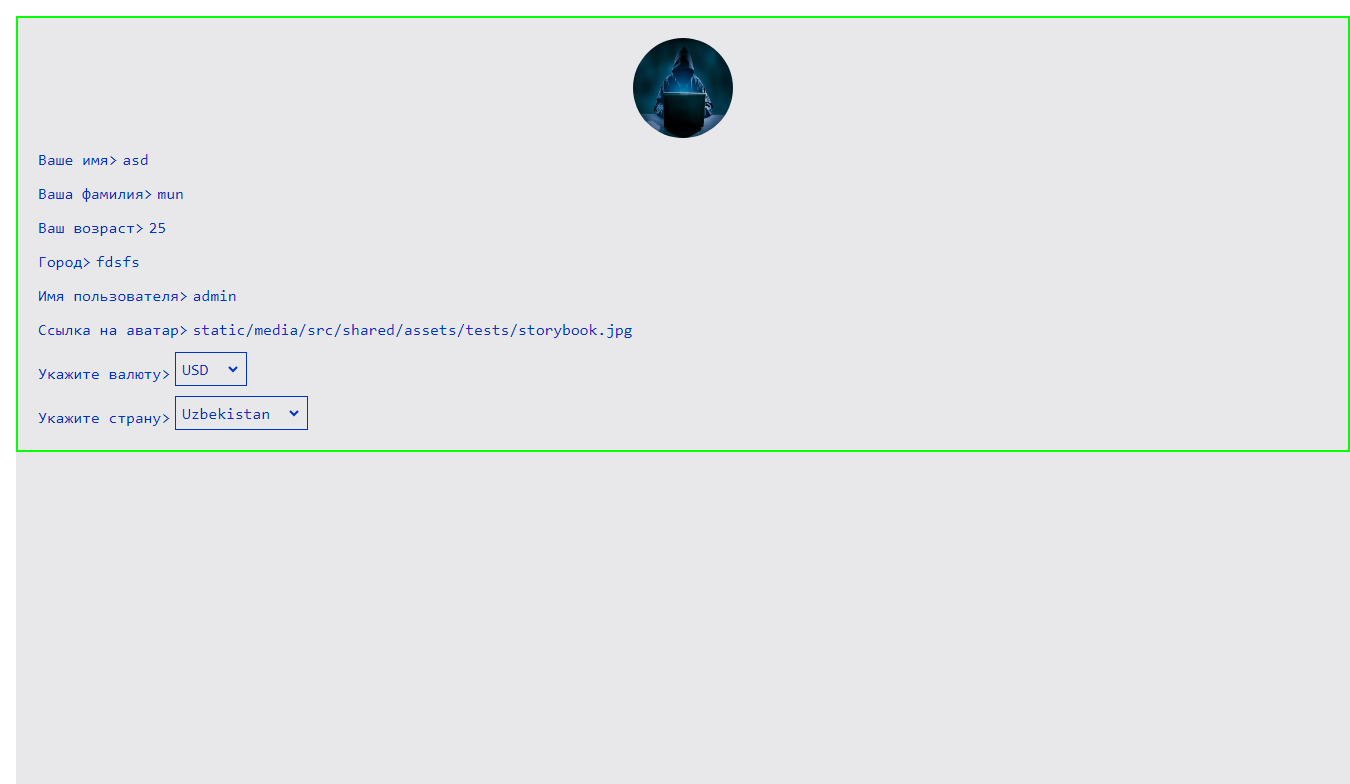 Ваше имя> asd
Ваша фамилия> mun
Ваш возраст> 25
Город> fdsfs
Имя пользователя> admin
Ссылка на аватар> static/media/src/shared/assets/tests/storybook.jpg
Укажите валюту> USD
Укажите страну> Uzbekistan